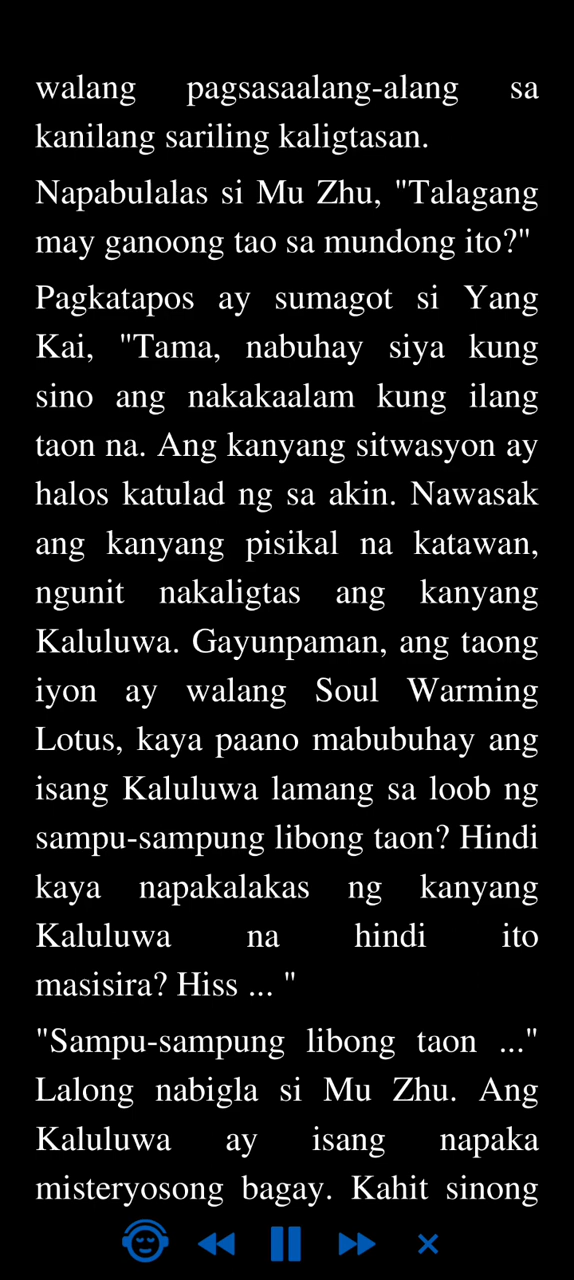 walang pagsasaalang-alang sa
kanilang sariling kaligtasan.
Napabulalas si Mu Zhu, "Talagang
may ganoong tao sa mundong ito?"
Pagkatapos ay sumagot si Yang
Kai, "Tama, nabuhay siya kung
sino ang nakakaalam kung ilang
taon na. Ang kanyang sitwasyon ay
halos katulad ng sa akin. Nawasak
ang kanyang pisikal na katawan,
ngunit nakaligtas ang kanyang
Kaluluwa. Gayunpaman, ang taong
iyon ay walang Soul Warming
Lotus, kaya paano mabubuhay ang
isang Kaluluwa lamang sa loob ng
sampu-sampung libong taon? Hindi
kaya napakalakas ng kanyang
Kaluluwa na hindi ito
masisira? Hiss ... "
"Sampu-sampung libong taon ..."
Lalong nabigla si Mu Zhu. Ang
Kaluluwa ay isang napaka
misteryosong bagay. Kahit sinong